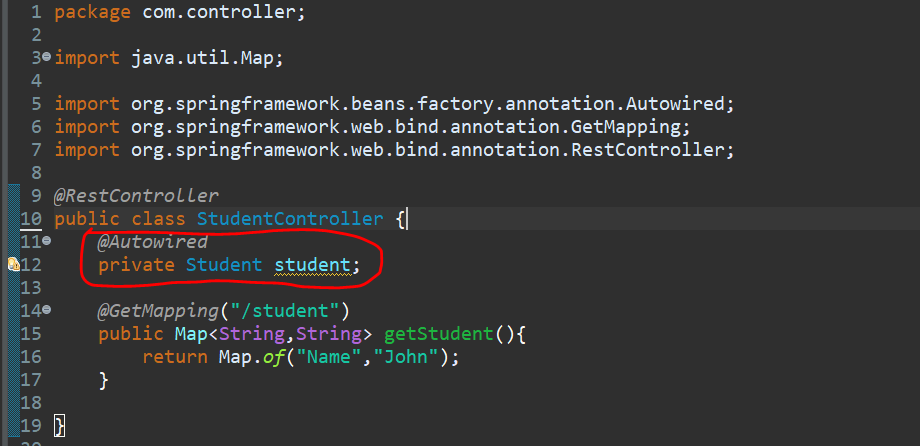 1 package com.controller;
2
3 import java.util.Map;
4
5 import org.springframework.beans.factory.annotation.Autowired;
6 import org.springframework.web.bind.annotation.GetMapping;
7 import org.springframework.web.bind.annotation.RestController;
8
9 @RestController
10 public class StudentController {
11 @Autowired
12 private Student student;
13
14 @GetMapping("/student")
15 public Map<String,String> getStudent(){
16 return Map.of("Name","John");
17 }
18
19 }
20